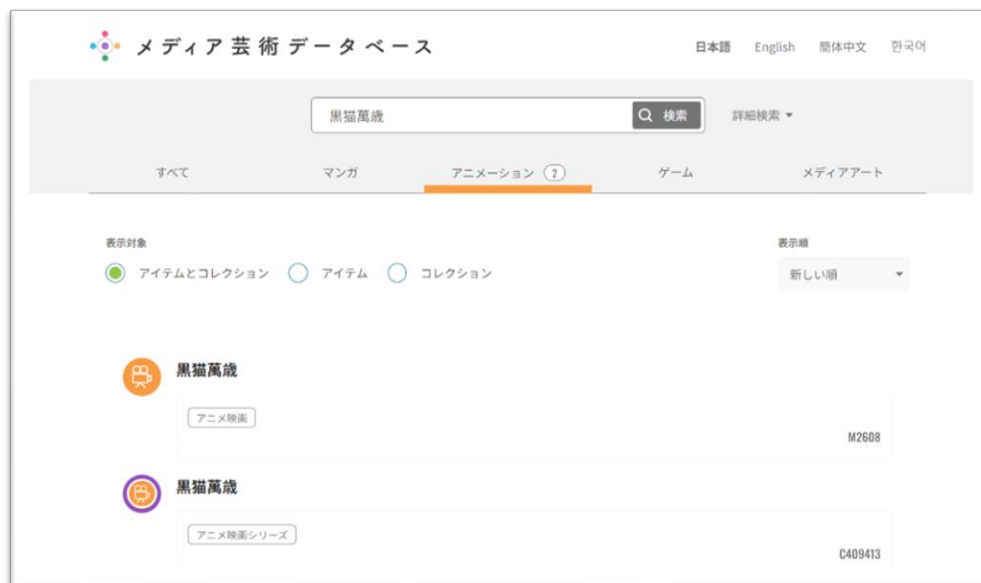 メディア芸術データベース
日本語 English 簡体中文 한국어
黒猫萬歳 検索 詳細検索
すべて マンガ アニメーション 2 ゲーム メディアアート
表示対象 表示順
アイテムとコレクション アイテム コレクション 新しい順
黒猫萬歳
アニメ映画
M2608
黒猫萬歳
アニメ映画シリーズ
C409413